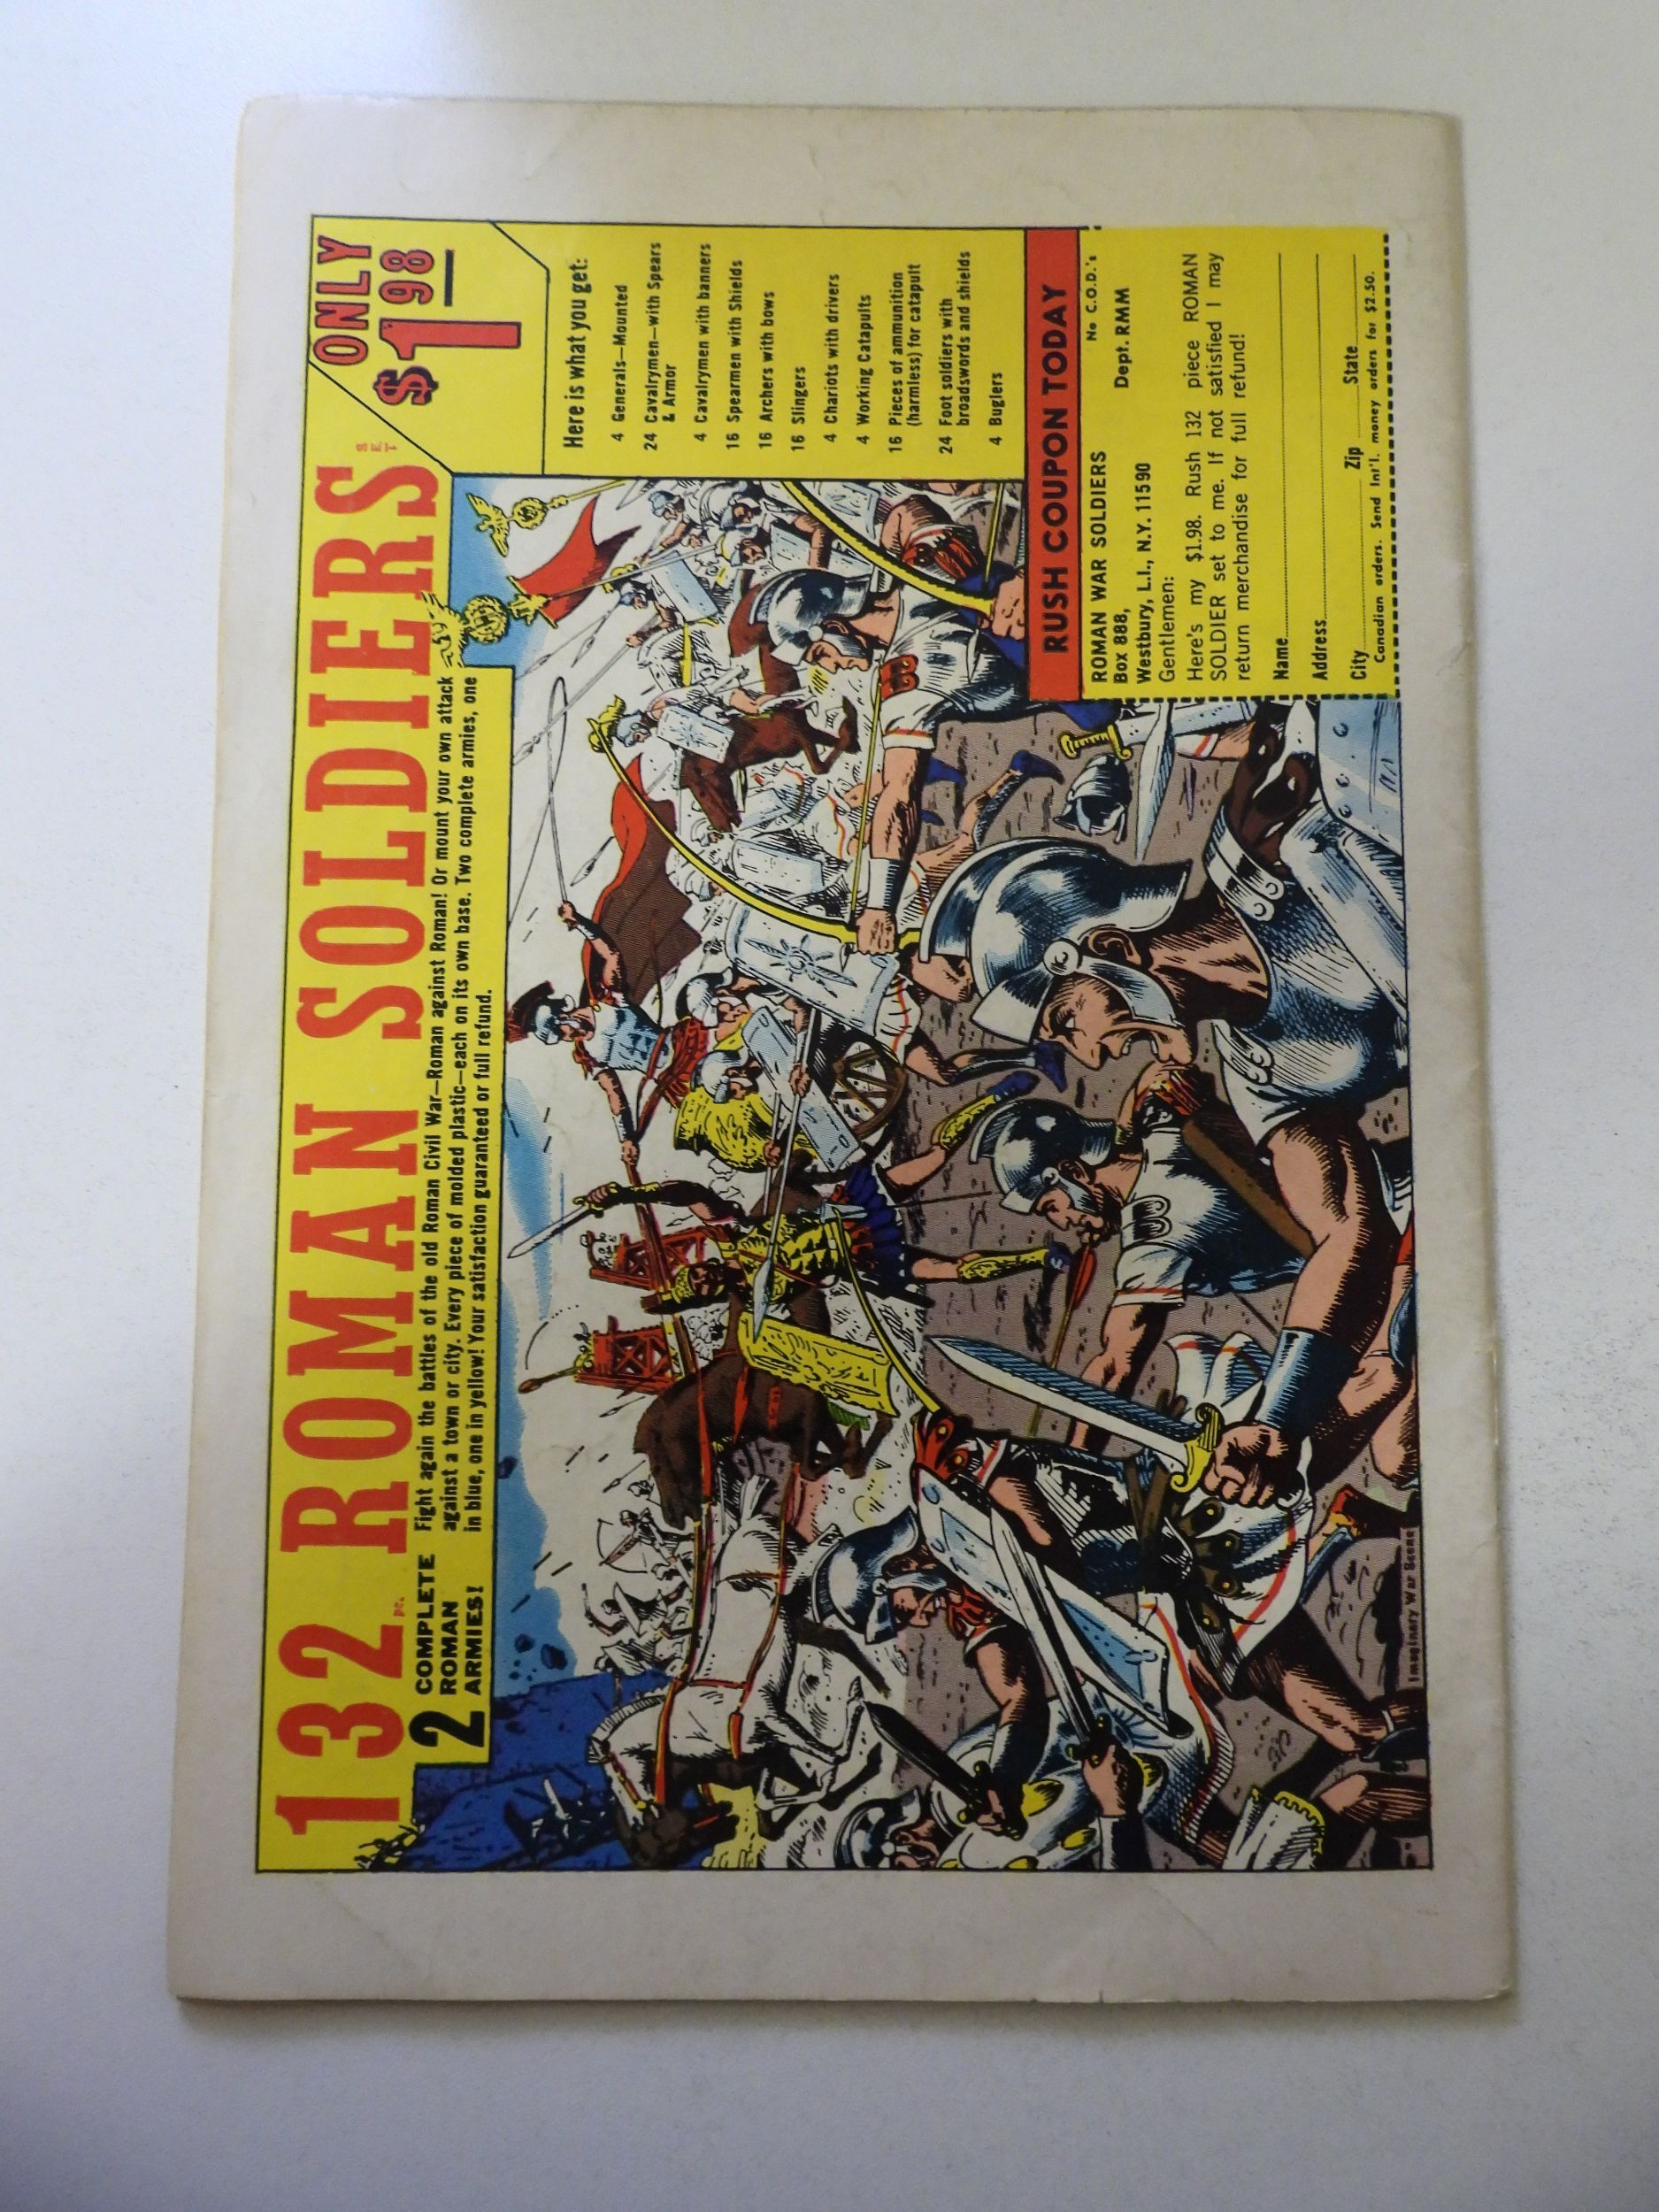 132 pc. ROMAN SOLDIERS SET
ONLY
$1.98
2 COMPLETE
ROMAN
ARMIES!
Fight again the battles of the old Roman Civil War—Roman against Roman! Or mount your own attack
against a town or city. Every piece of molded plastic—each on its own base. Two complete armies, one
in blue, one in yellow! Your satisfaction guaranteed or full refund.
Here is what you get:
4 Generals—Mounted
24 Cavalrymen—with Spears
& Armor
4 Cavalrymen with banners
16 Spearmen with Shields
16 Archers with bows
16 Slingers
4 Chariots with drivers
4 Working Catapults
16 Pieces of ammunition
(harmless) for catapult
24 Foot soldiers with
broadswords and shields
4 Buglers
RUSH COUPON TODAY
No C.O.D.'s
ROMAN WAR SOLDIERS
Box 888, Dept. RMM
Westbury, L.I., N.Y. 11590
Gentlemen:
Here's my $1.98. Rush 132 piece ROMAN
SOLDIER set to me. If not satisfied I may
return merchandise for full refund!
Name
Address
City Zip State
Canadian orders. Send Int'l. money orders for $2.50.
Imaginary War Scene